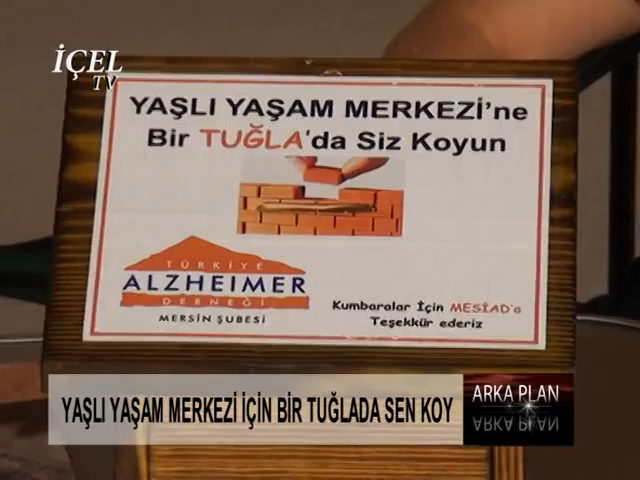 İÇEL
TV
YAŞLI YAŞAM MERKEZİ'ne
Bir TUĞLA'da Siz Koyun
TÜRKİYE
ALZHEIMER
DERNEĞİ
MERSİN ŞUBESİ
Kumbaralar İçin MESİAD'a
Teşekkür ederiz
YAŞLI YAŞAM MERKEZİ İÇİN BİR TUĞLADA SEN KOY
ARKA PLAN